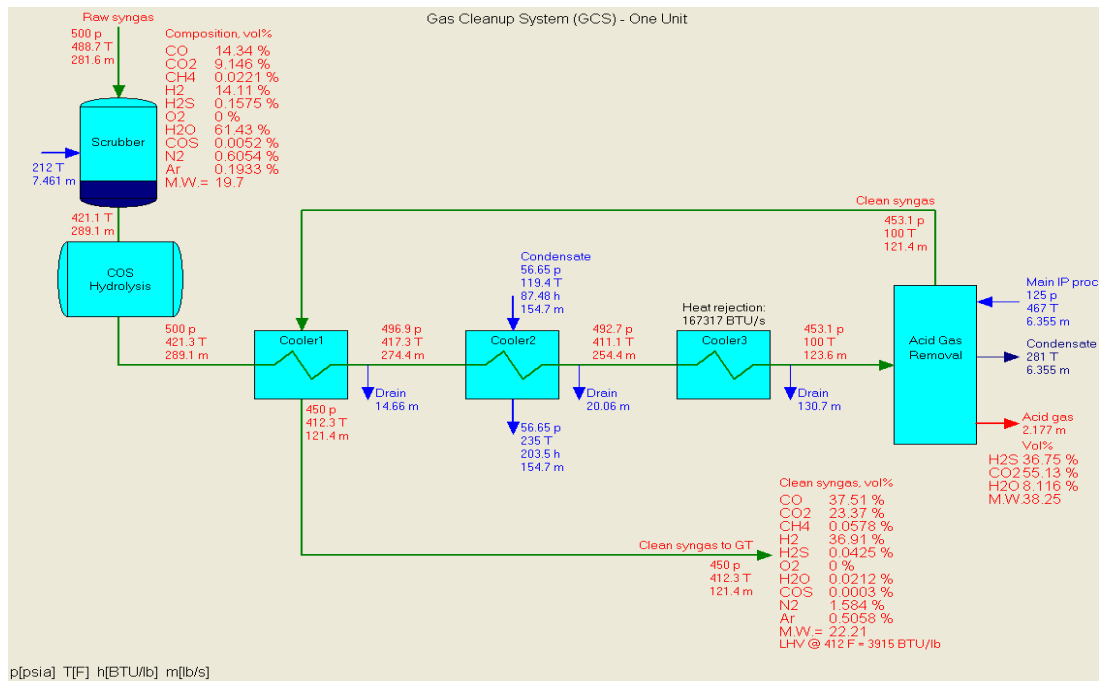 Gas Cleanup System (GCS) - One Unit
Raw syngas
500 p
488.7 T
281.6 m
Composition, vol%
CO 14.34 %
CO2 9.146 %
CH4 0.0221 %
H2 14.11 %
H2S 0.1575 %
O2 0 %
H2O 61.43 %
COS 0.0052 %
N2 0.6054 %
Ar 0.1933 %
M.W.= 19.7
Scrubber
212 T
7.461 m
421.1 T
289.1 m
COS
Hydrolysis
500 p
421.3 T
289.1 m
Cooler1
496.9 p
417.3 T
274.4 m
Drain
14.66 m
450 p
412.3 T
121.4 m
Condensate
56.65 p
119.4 T
87.48 h
154.7 m
Cooler2
492.7 p
411.1 T
254.4 m
Drain
20.06 m
56.65 p
235 T
203.5 h
154.7 m
Heat rejection:
167317 BTU/s
Cooler3
453.1 p
100 T
123.6 m
Drain
130.7 m
Clean syngas
453.1 p
100 T
121.4 m
Acid Gas
Removal
Main IP proc
125 p
467 T
6.355 m
Condensate
281 T
6.355 m
Acid gas
2.177 m
Vol%
H2S 36.75 %
CO2 55.13 %
H2O 8.116 %
M.W. 38.25
Clean syngas to GT
450 p
412.3 T
121.4 m
Clean syngas, vol%
CO 37.51 %
CO2 23.37 %
CH4 0.0578 %
H2 36.91 %
H2S 0.0425 %
O2 0 %
H2O 0.0212 %
COS 0.0003 %
N2 1.584 %
Ar 0.5058 %
M.W.= 22.21
LHV @ 412 F = 3915 BTU/lb
p[psia] T[F] h[BTU/lb] m[lb/s]